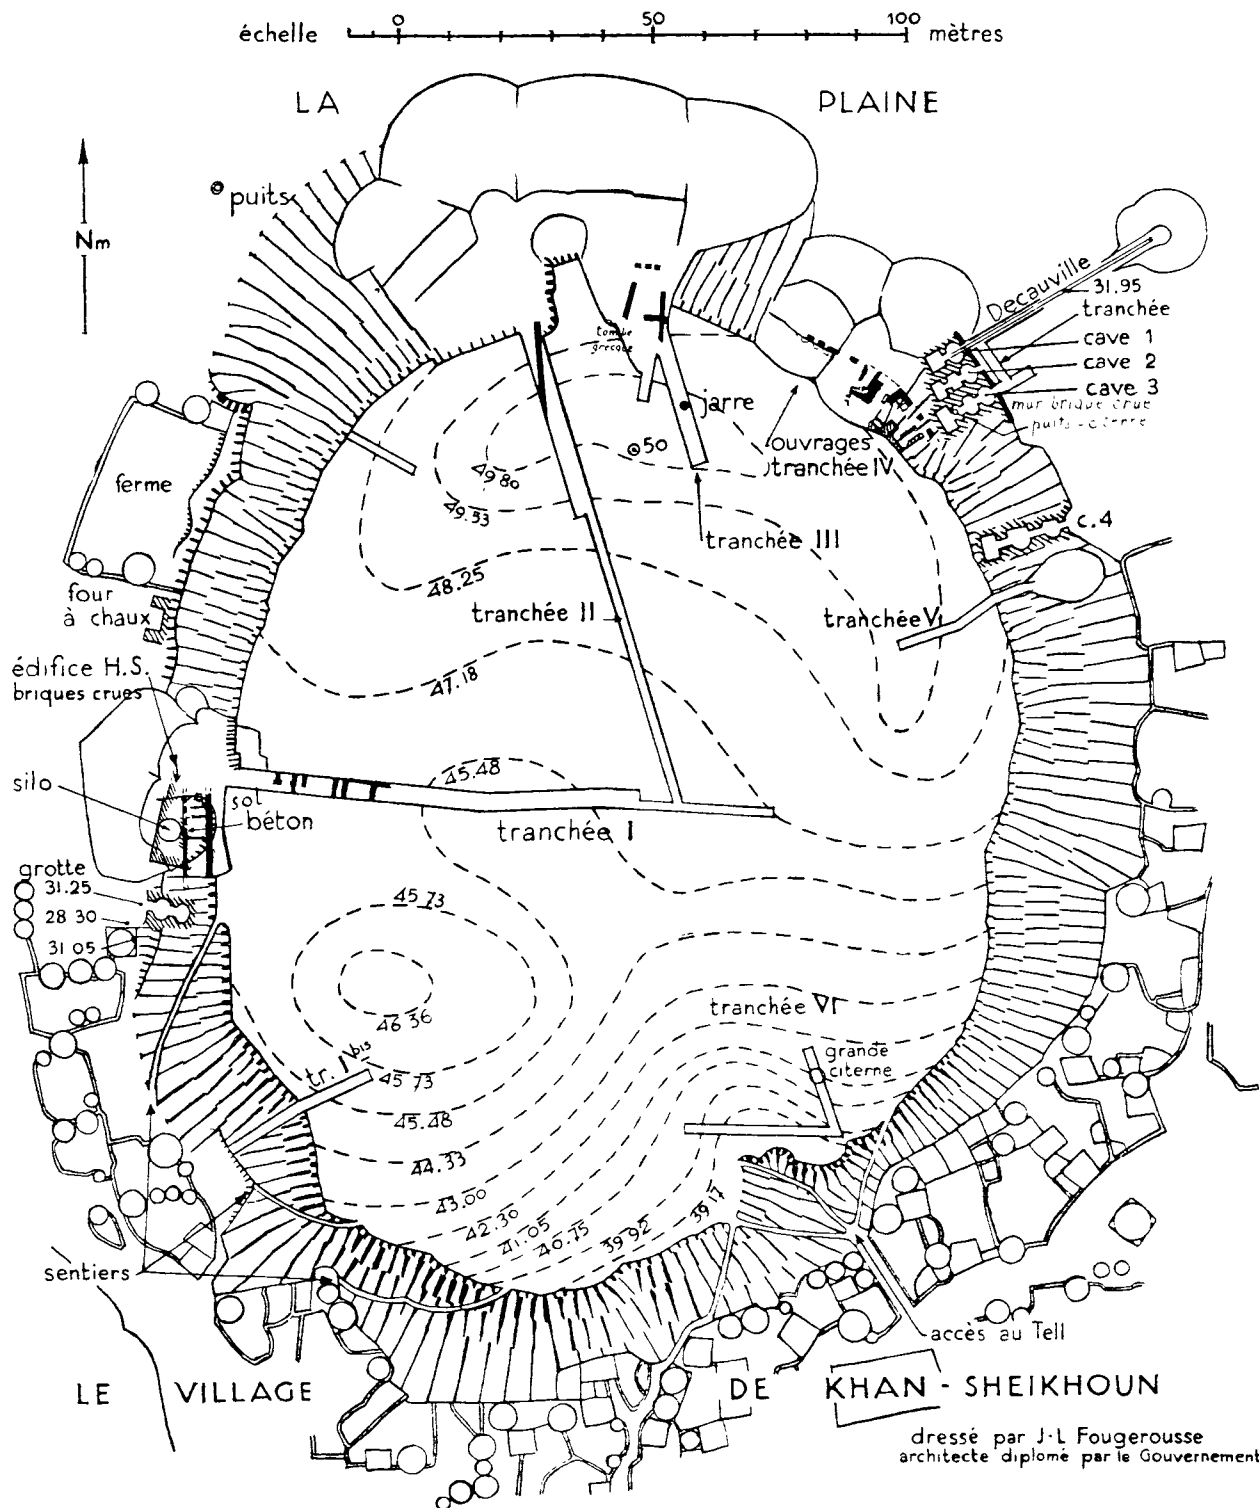 échelle 0 50 100 mètres
LA PLAINE
puits
Nm
Decauville
31.95
tranchée
cave 1
cave 2
cave 3
mur brique crue
tombe
grecque
jarre
ouvrages
tranchée IV
50
49.80
49.53
ferme
c.4
tranchée III
48.25
four
à chaux
tranchée II
tranchée V
édifice H.S.
briques crues
47.18
45.48
silo
sol
béton
tranchée I
grotte
31.25
28 30
31 05
45 73
46 36
tranchée VI
grande
citerne
tr. I bis
45 73
45.48
44.33
43.00
42.30
41.05
40.75
39.92
39.17
sentiers
accès au Tell
LE VILLAGE DE KHAN-SHEIKHOUN
dressé par J-L Fougerousse
architecte diplomé par le Gouvernement